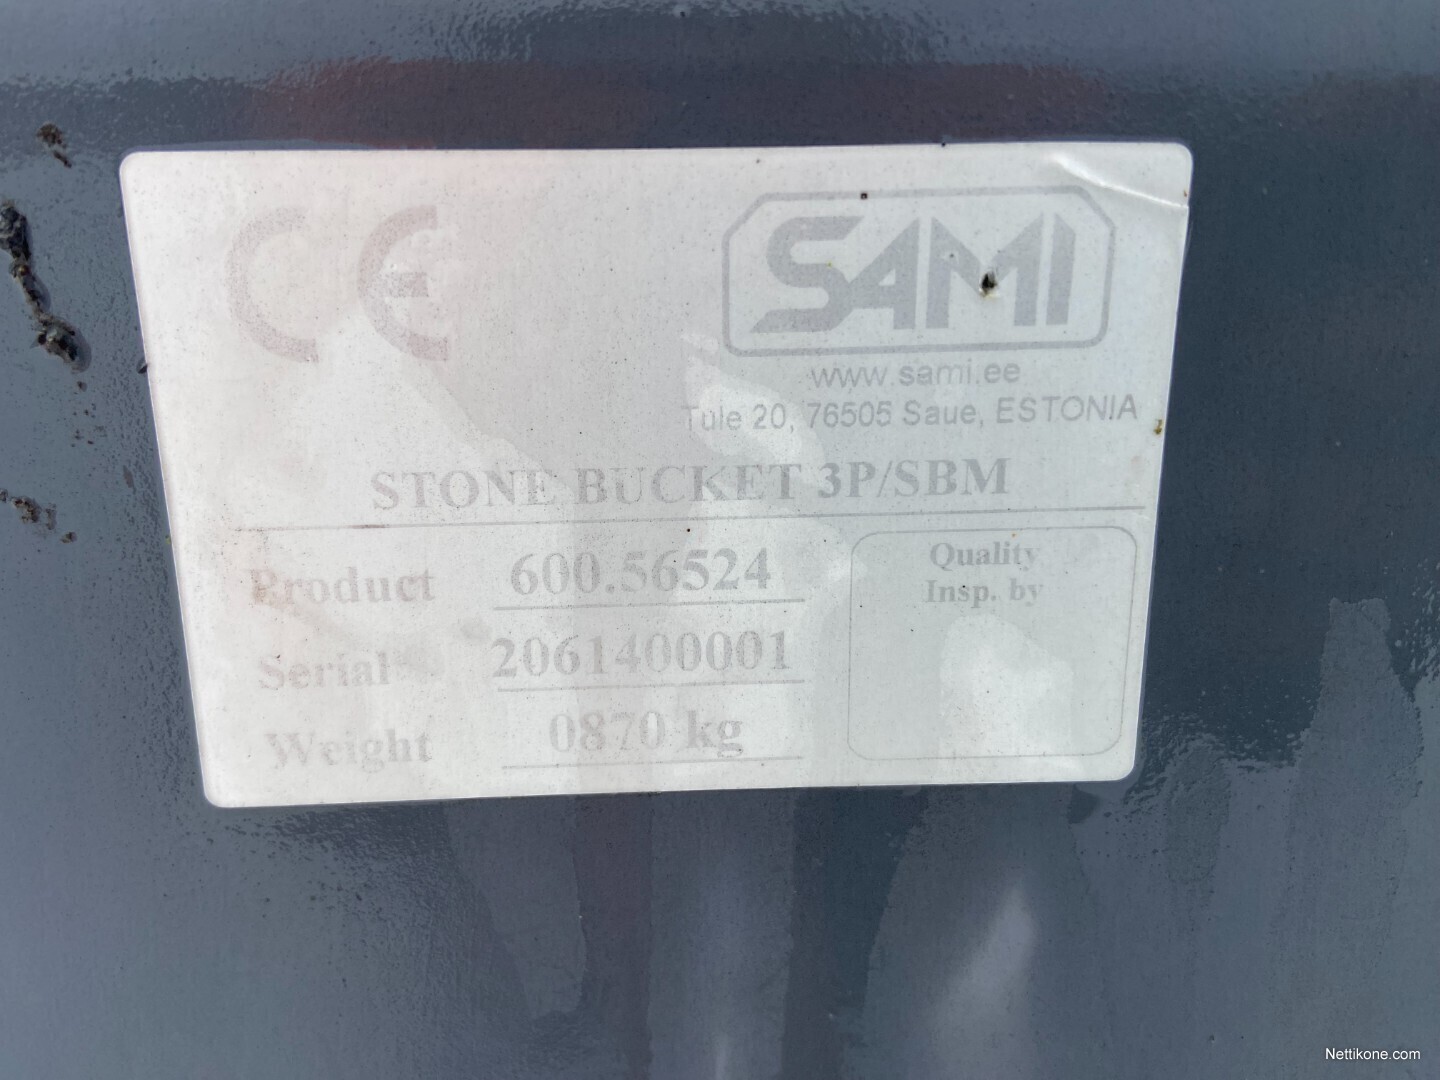 CE
SAMI
www.sami.ee
Tule 20, 76505 Saue, ESTONIA
STONE BUCKET 3P/SBM
Product 600.56524
Quality
Insp. by
Serial 2061400001
Weight 0870 kg
Nettikone.com